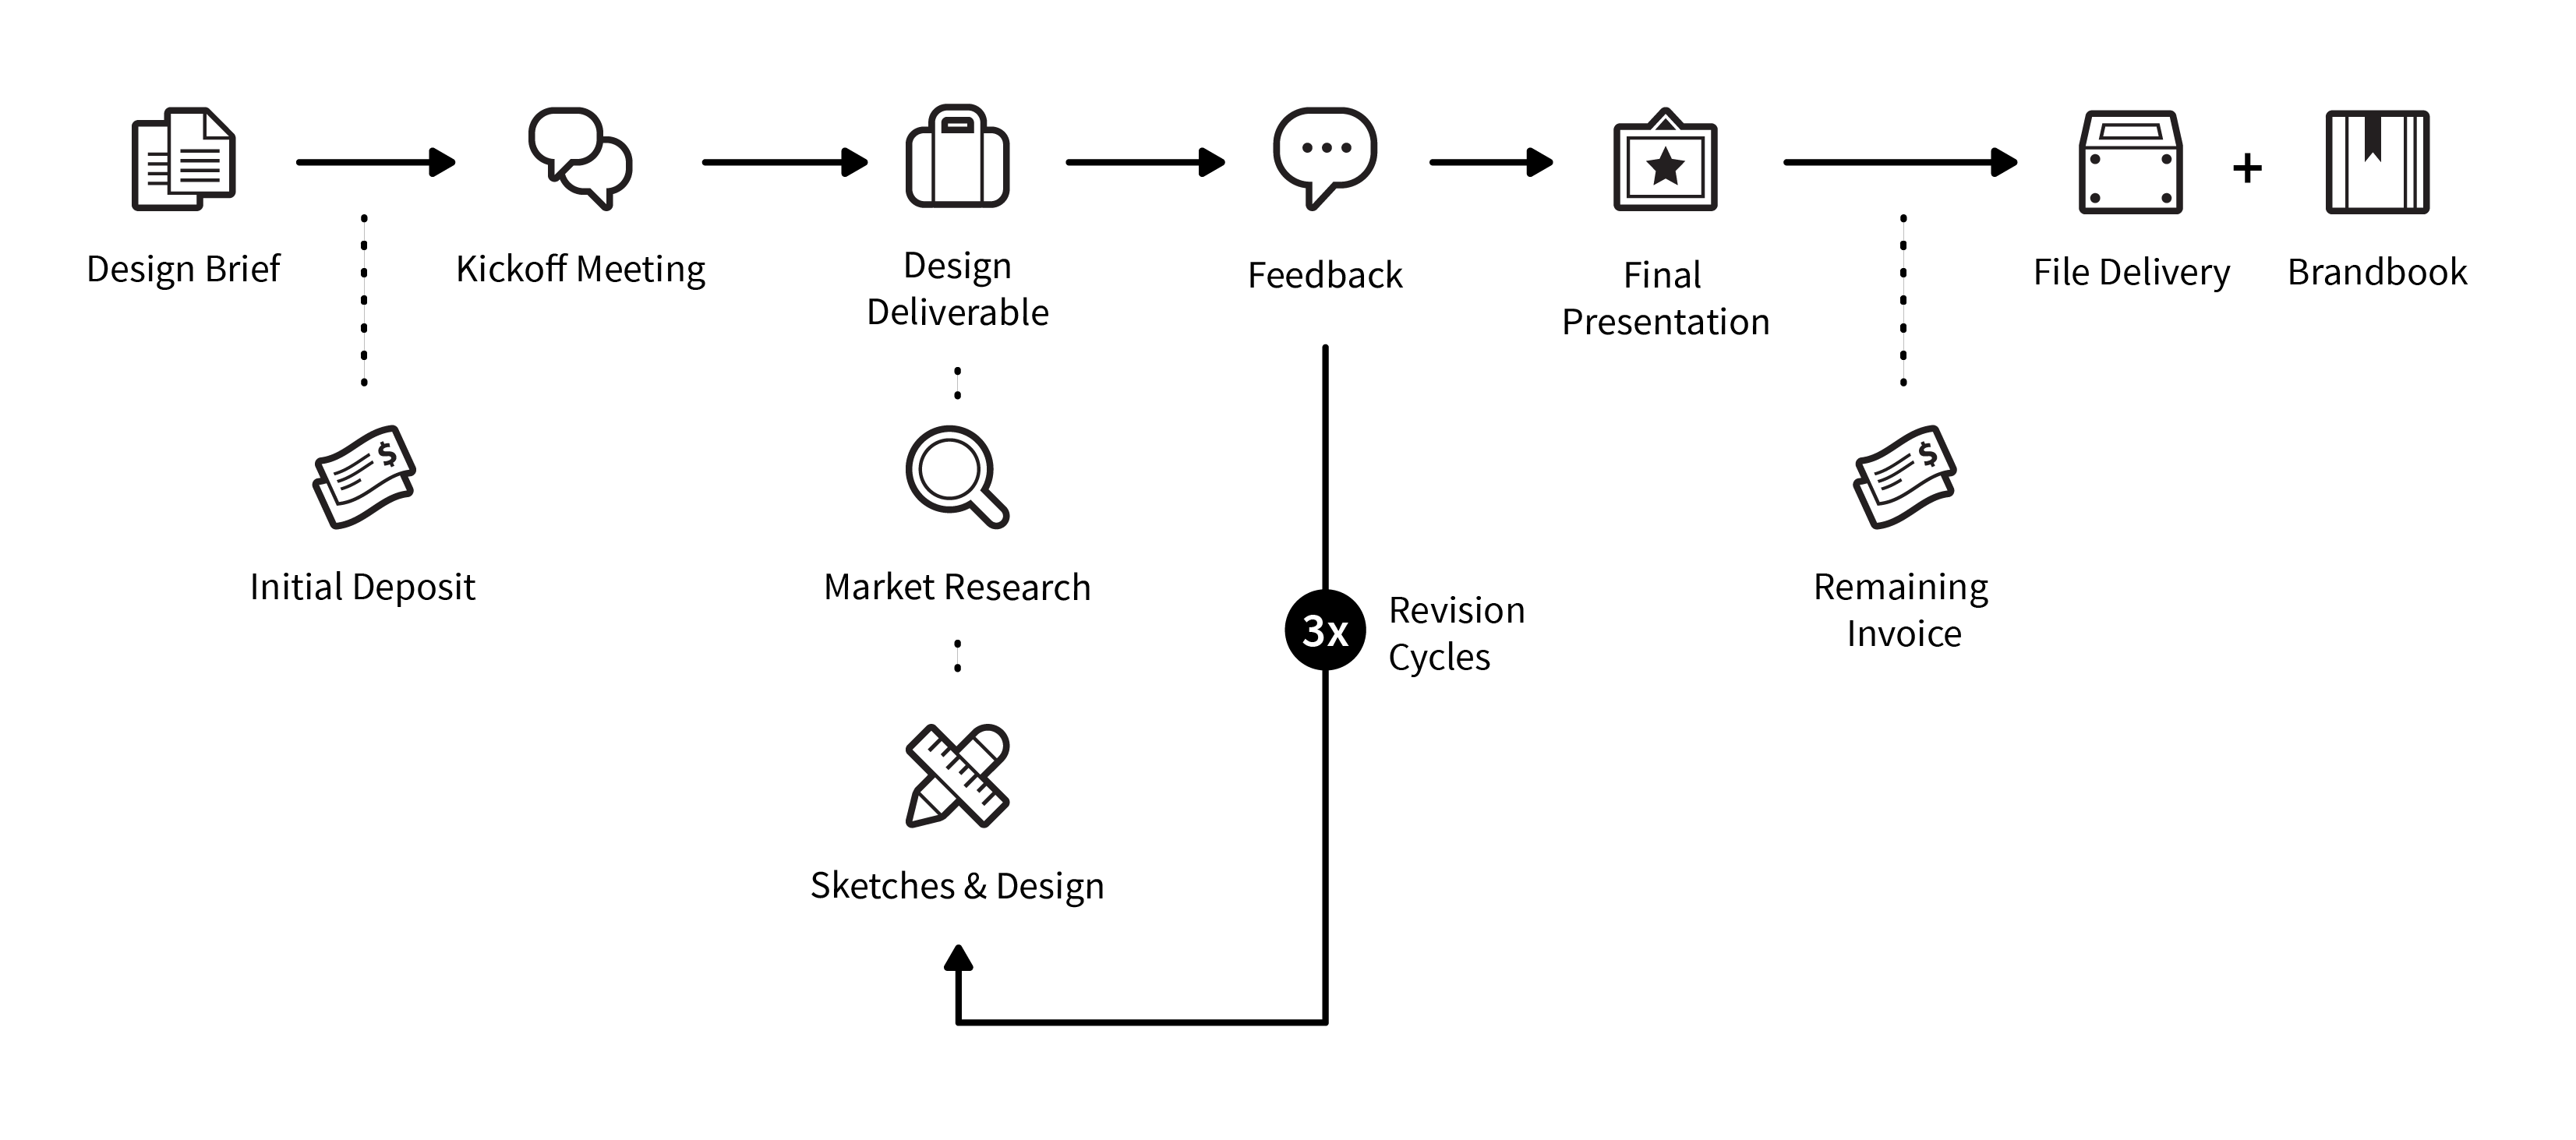 Design Brief
Kickoff Meeting
Design
Deliverable
Feedback
Final
Presentation
File Delivery
+
Brandbook
$
Initial Deposit
Market Research
3x
Revision
Cycles
$
Remaining
Invoice
Sketches & Design